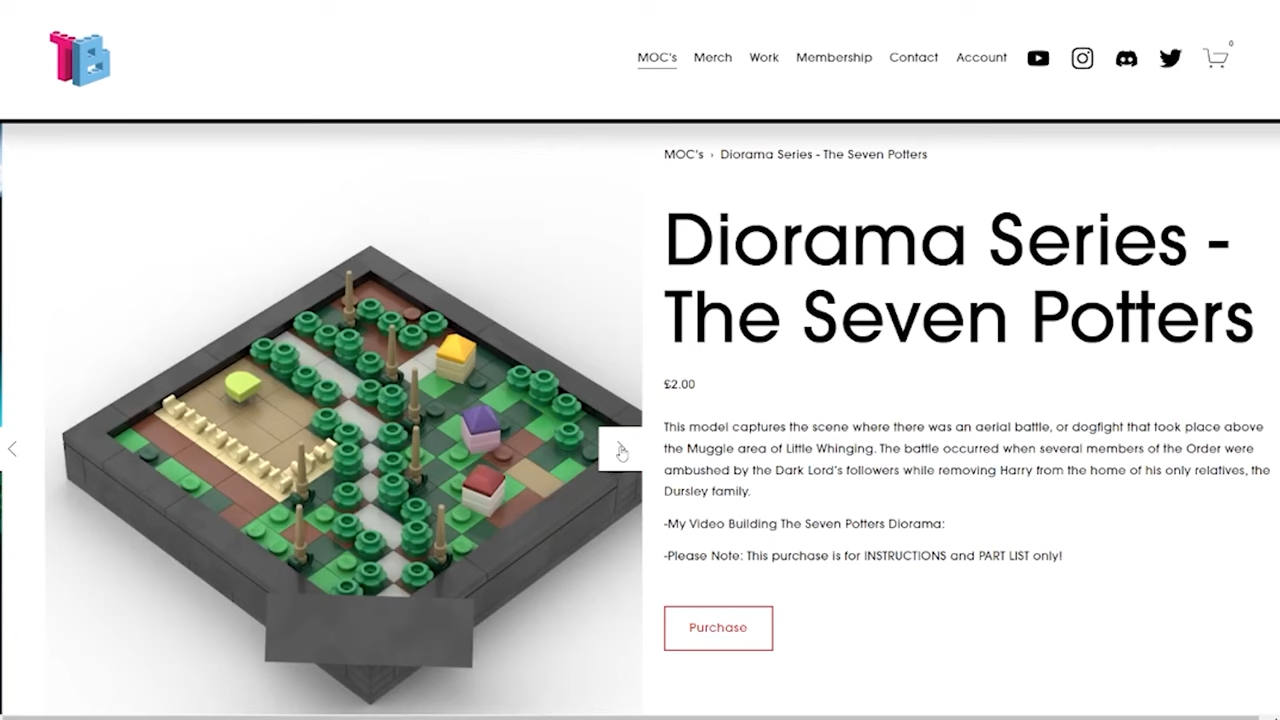 TB
MOC's Merch Work Membership Contact Account 0
MOC's › Diorama Series - The Seven Potters
Diorama Series -
The Seven Potters
£2.00
This model captures the scene where there was an aerial battle, or dogfight that took place above
the Muggle area of Little Whinging. The battle occurred when several members of the Order were
ambushed by the Dark Lord's followers while removing Harry from the home of his only relatives, the
Dursley family.
-My Video Building The Seven Potters Diorama:
-Please Note: This purchase is for INSTRUCTIONS and PART LIST only!
Purchase